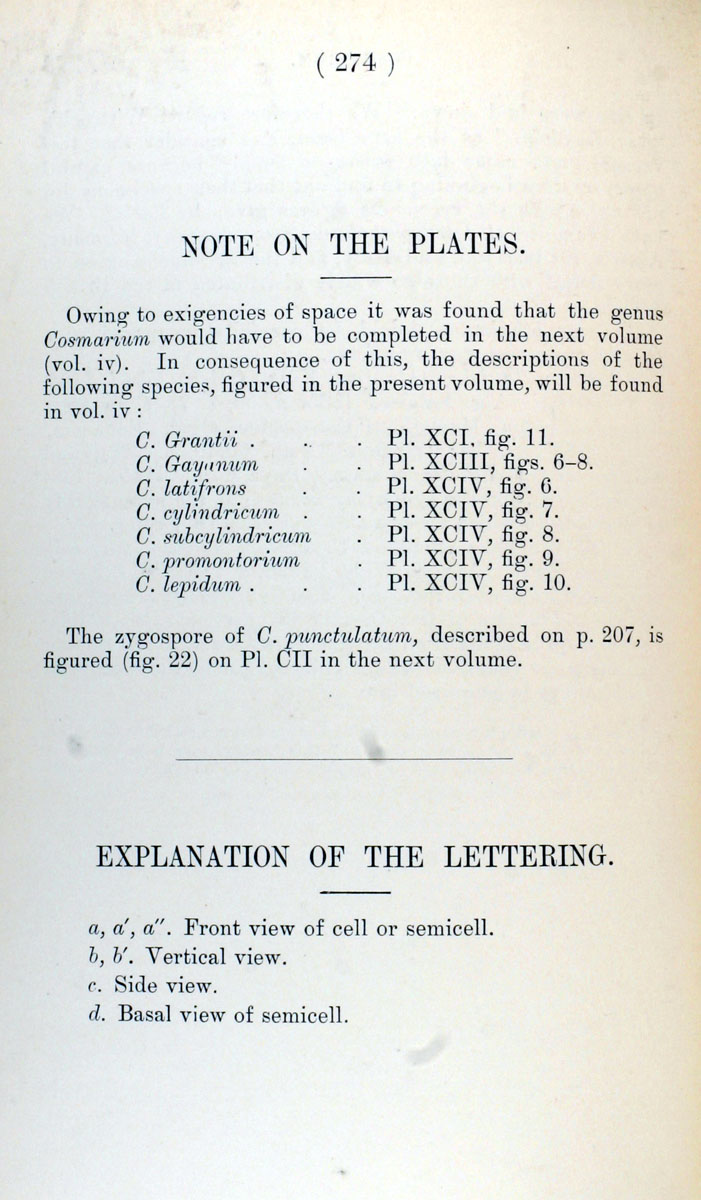 ( 274 )
NOTE ON THE PLATES.
Owing to exigencies of space it was found that the genus
Cosmarium would have to be completed in the next volume
(vol. iv). In consequence of this, the descriptions of the
following species, figured in the present volume, will be found
in vol. iv :
C. Grantii . . . Pl. XCI, fig. 11.
C. Gayanum . . Pl. XCIII, figs. 6–8.
C. latifrons . . Pl. XCIV, fig. 6.
C. cylindricum . . Pl. XCIV, fig. 7.
C. subcylindricum . Pl. XCIV, fig. 8.
C. promontorium . Pl. XCIV, fig. 9.
C. lepidum . . . Pl. XCIV, fig. 10.
The zygospore of C. punctulatum, described on p. 207, is
figured (fig. 22) on Pl. CII in the next volume.
EXPLANATION OF THE LETTERING.
a, a′, a″. Front view of cell or semicell.
b, b′. Vertical view.
c. Side view.
d. Basal view of semicell.